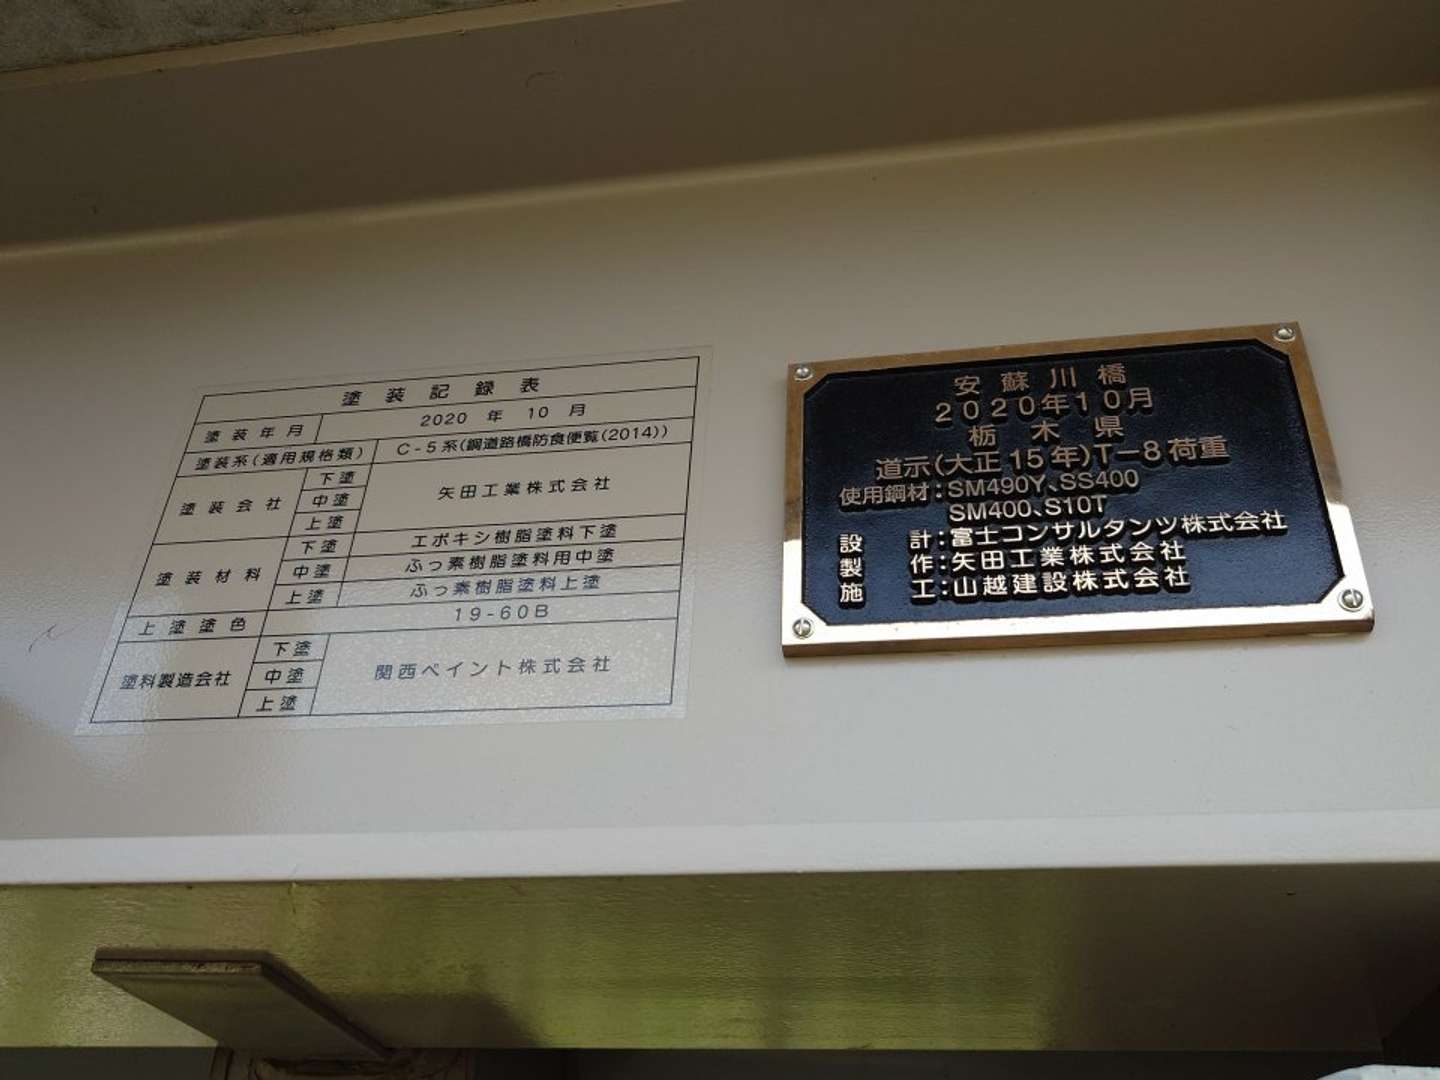 塗装記録表
塗装年月 2020 年 10 月
塗装系(適用規格類) C-5系(鋼道路橋防食便覧(2014))
塗装会社 下塗 中塗 上塗 矢田工業株式会社
塗装材料 下塗 エポキシ樹脂塗料下塗
中塗 ふっ素樹脂塗料用中塗
上塗 ふっ素樹脂塗料上塗
上塗塗色 19-60B
塗料製造会社 下塗 中塗 上塗 関西ペイント株式会社
安蘇川橋
2020年10月
栃木県
道示(大正15年)T-8荷重
使用鋼材:SM490Y、SS400
SM400、S10T
設計:富士コンサルタンツ株式会社
製作:矢田工業株式会社
施工:山越建設株式会社